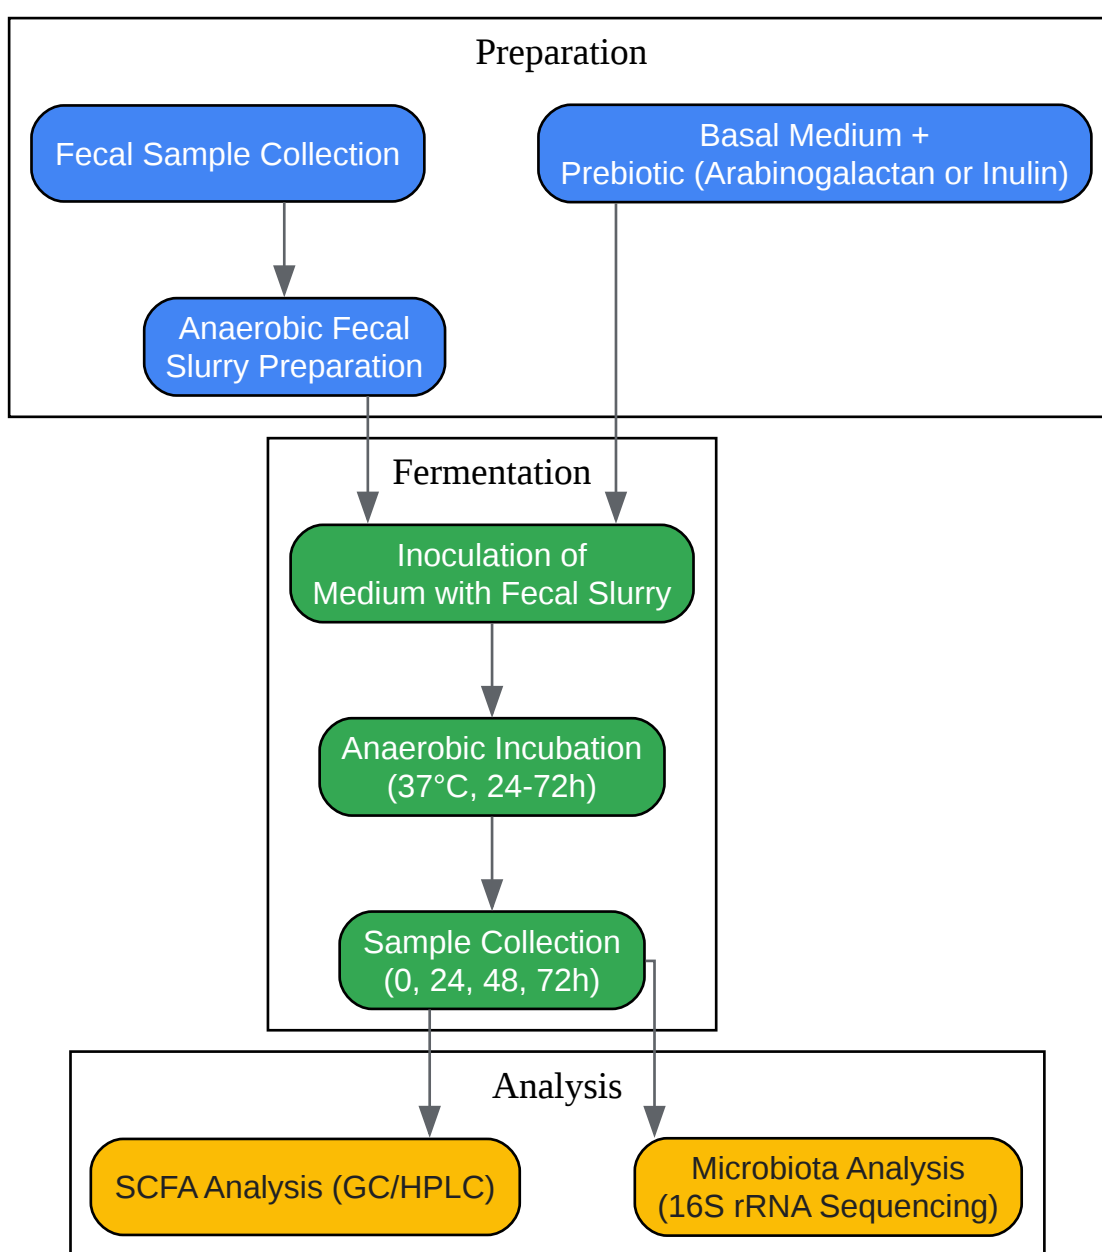 Preparation
Fecal Sample Collection
Basal Medium +
Prebiotic (Arabinogalactan or Inulin)
Anaerobic Fecal
Slurry Preparation
Fermentation
Inoculation of
Medium with Fecal Slurry
Anaerobic Incubation
(37°C, 24-72h)
Sample Collection
(0, 24, 48, 72h)
Analysis
SCFA Analysis (GC/HPLC)
Microbiota Analysis
(16S rRNA Sequencing)